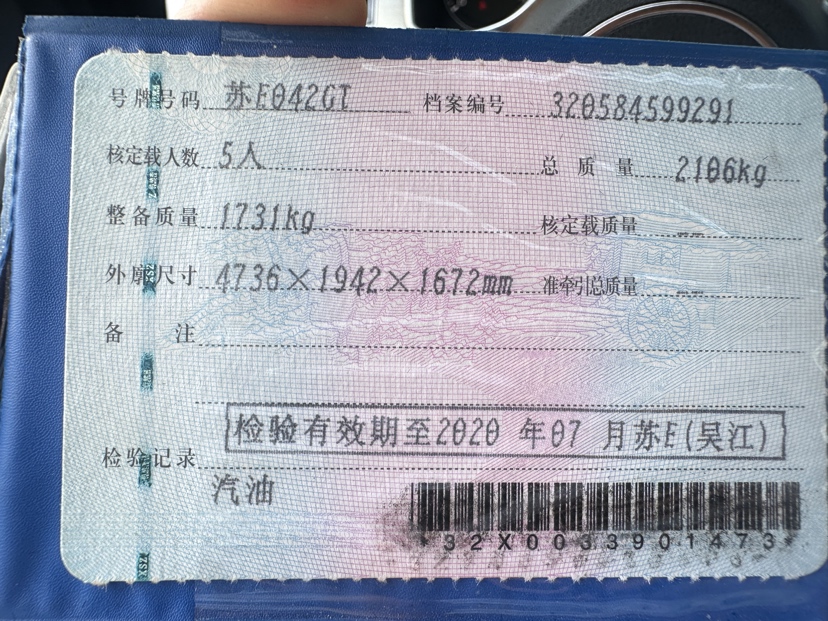 号牌号码 苏E042GT 档案编号 320584599291
核定载人数 5人 总质量 2106kg
整备质量 1731kg 核定载质量 --
外廓尺寸 4736×1942×1672mm 准牵引总质量 --
备注
检验有效期至2020 年07 月苏E(吴江)
检验记录
汽油
*32X0033901473*